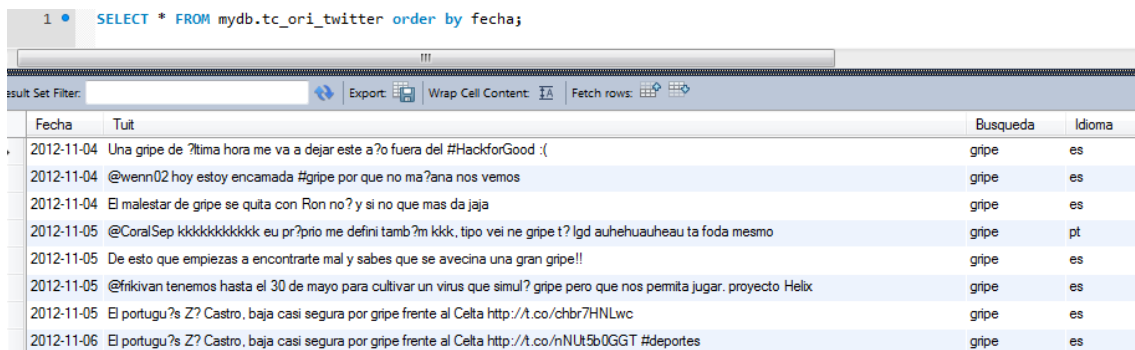 1 SELECT * FROM mydb.tc_ori_twitter order by fecha;
esult Set Filter: Export: Wrap Cell Content: Fetch rows:
Fecha Tuit Busqueda Idioma
2012-11-04 Una gripe de ?ltima hora me va a dejar este a?o fuera del #HackforGood :( gripe es
2012-11-04 @wenn02 hoy estoy encamada #gripe por que no ma?ana nos vemos gripe es
2012-11-04 El malestar de gripe se quita con Ron no? y si no que mas da jaja gripe es
2012-11-05 @CoralSep kkkkkkkkkkk eu pr?prio me defini tamb?m kkk, tipo vei ne gripe t? lgd auhehuauheau ta foda mesmo gripe pt
2012-11-05 De esto que empiezas a encontrarte mal y sabes que se avecina una gran gripe!! gripe es
2012-11-05 @frikivan tenemos hasta el 30 de mayo para cultivar un virus que simul? gripe pero que nos permita jugar. proyecto Helix gripe es
2012-11-05 El portugu?s Z? Castro, baja casi segura por gripe frente al Celta http://t.co/chbr7HNLwc gripe es
2012-11-06 El portugu?s Z? Castro, baja casi segura por gripe frente al Celta http://t.co/nNUt5b0GGT #deportes gripe es